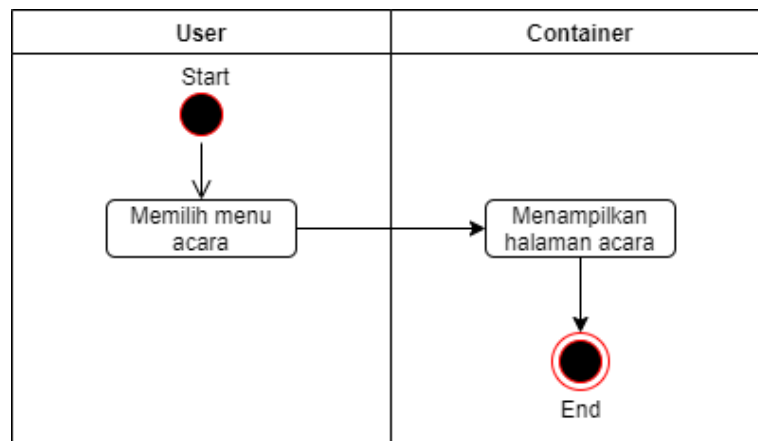 User
Container
Start
Memilih menu
acara
Menampilkan
halaman acara
End